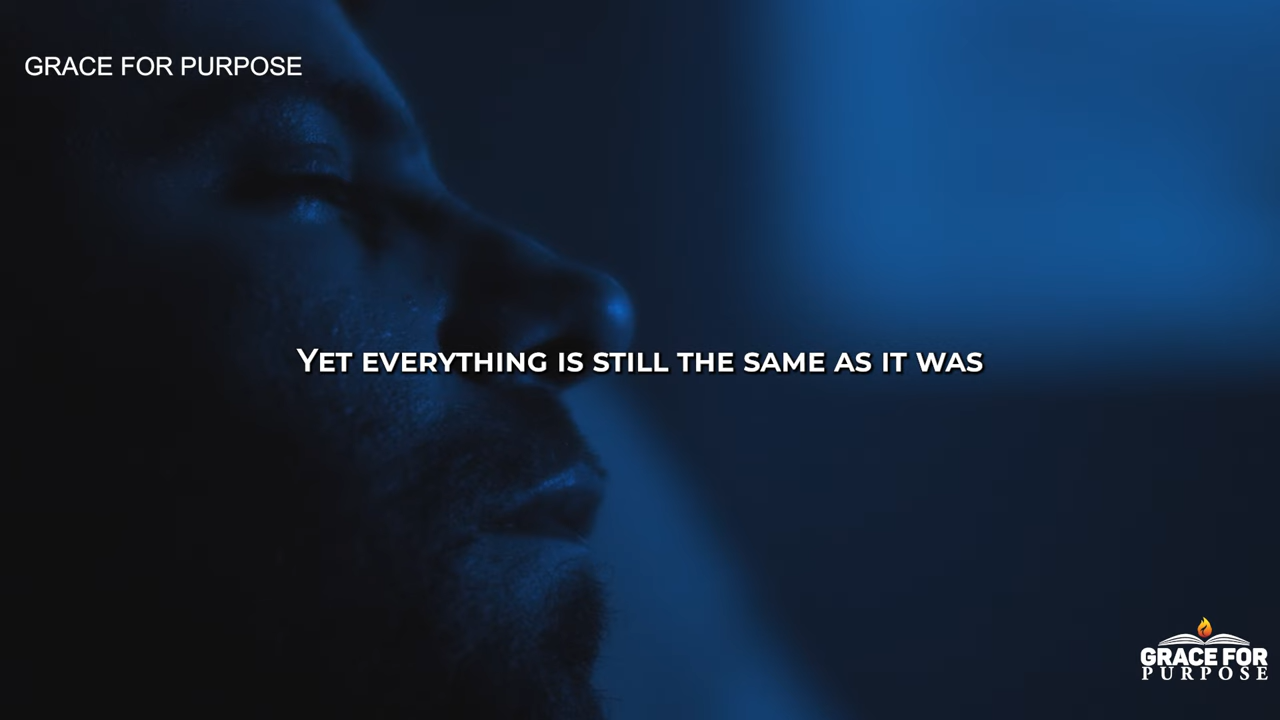 GRACE FOR PURPOSE
YET EVERYTHING IS STILL THE SAME AS IT WAS
GRACE FOR
PURPOSE